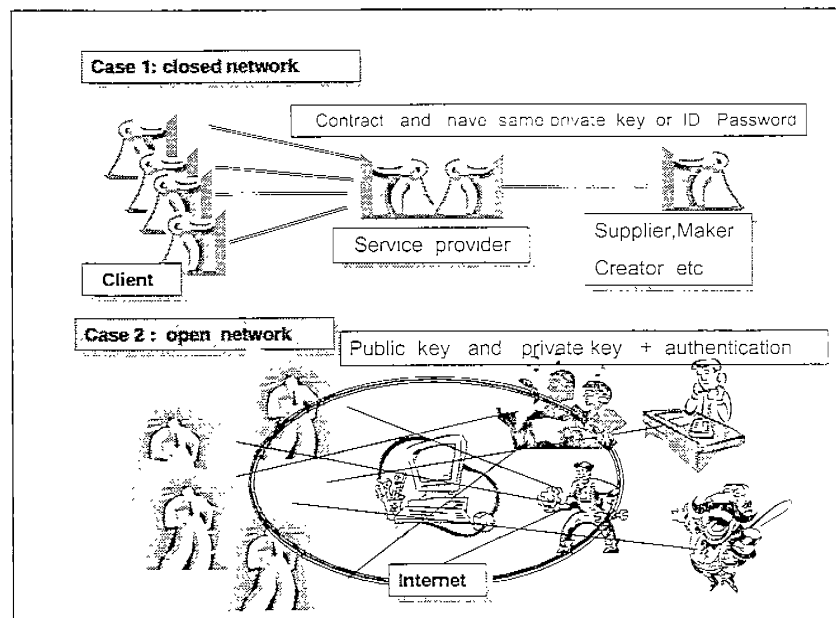 Case 1: closed network
Contract and have same private key or ID Password
Service provider
Supplier,Maker
Creator etc
Client
Case 2 : open network
Public key and private key + authentication
Internet